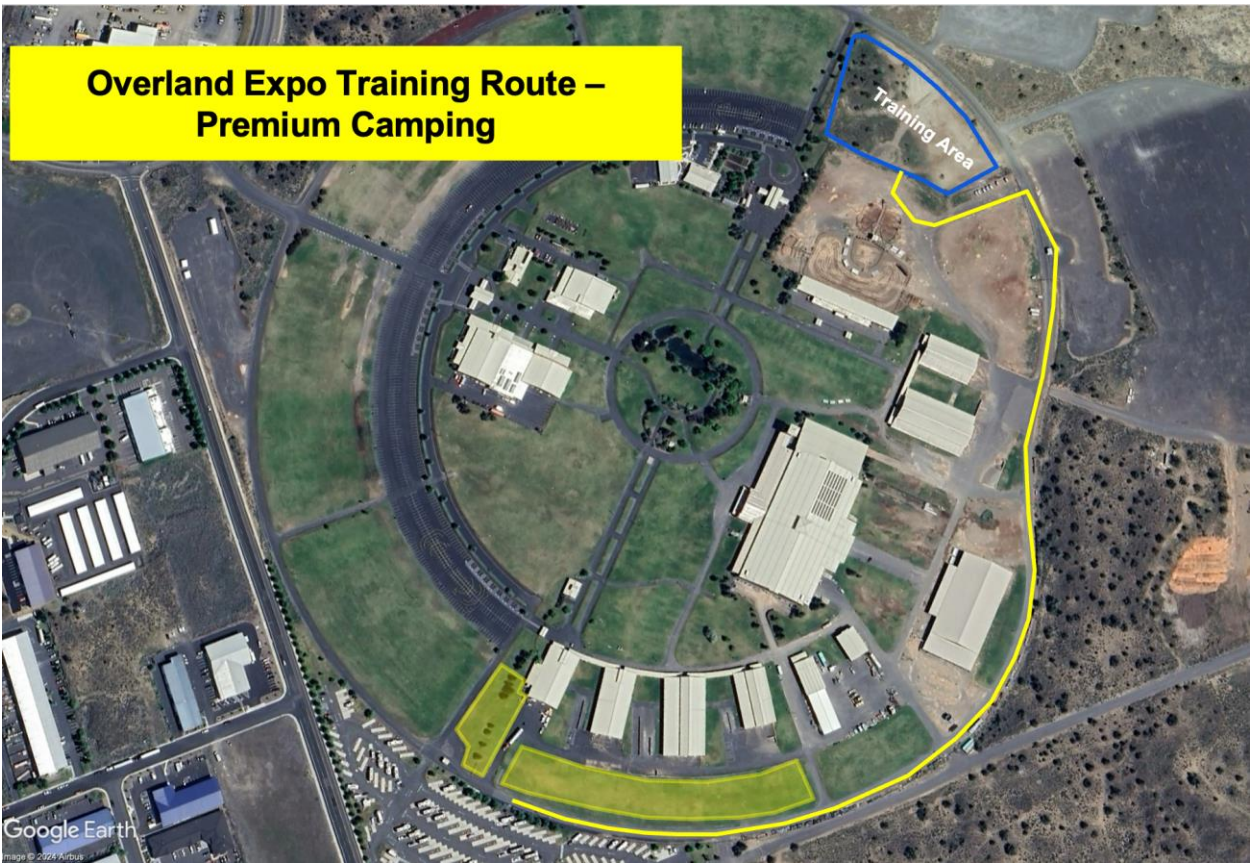 Overland Expo Training Route –
Premium Camping
Training Area
Google Earth
Image © 2024 Airbus